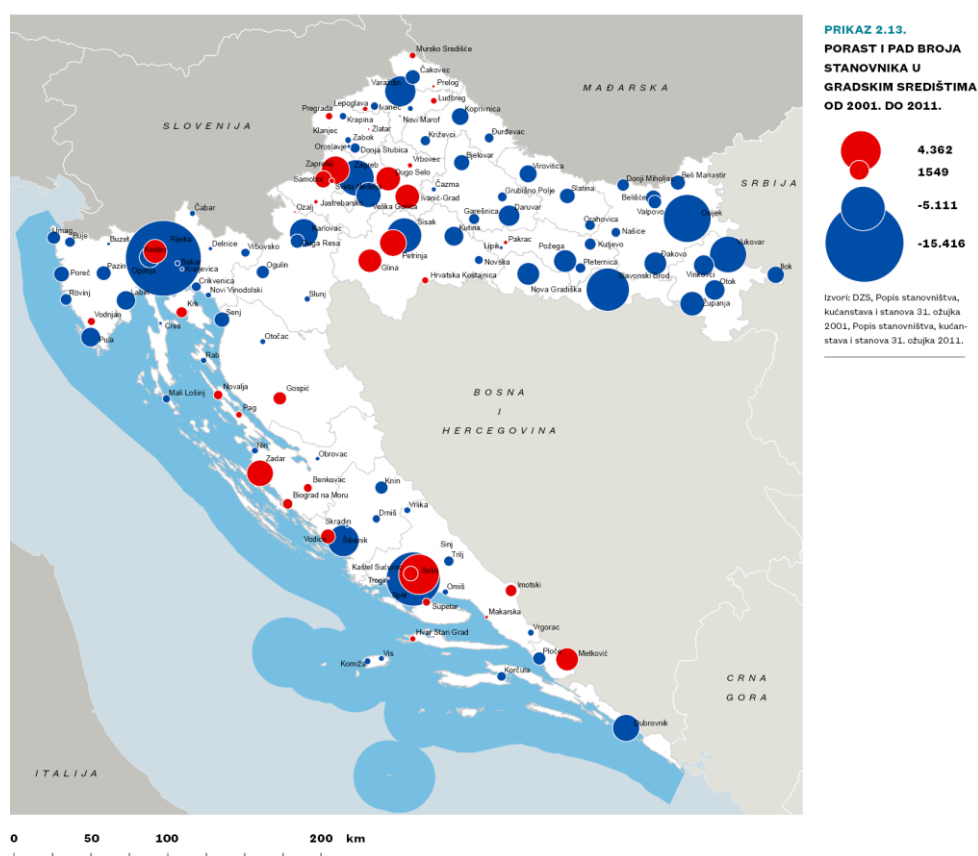 PRIKAZ 2.13.
PORAST I PAD BROJA
STANOVNIKA U
GRADSKIM SREDIŠTIMA
OD 2001. DO 2011.
4.362
1549
-5.111
-15.416
Izvori: DZS, Popis stanovništva,
kućanstava i stanova 31. ožujka
2001, Popis stanovništva, kućan-
stava i stanova 31. ožujka 2011.
MAĐARSKA
SLOVENIJA
SRBIJA
BOSNA
I
HERCEGOVINA
CRNA
GORA
ITALIJA
Mursko Središće
Čakovec
Varaždin
Prelog
Ludbreg
Lepoglava
Ivanec
Pregrada
Krapina
Novi Marof
Koprivnica
Klanjec
Zlatar
Zabok
Oroslavje
Donja Stubica
Križevci
Đurđevac
Zaprešić
Zagreb
Vrbovec
Bjelovar
Virovitica
Samobor
Sveta Nedelja
Dugo Selo
Čazma
Donji Miholjac
Beli Manastir
Jastrebarsko
Velika Gorica
Ivanić-Grad
Grubišno Polje
Slatina
Belišće
Valpovo
Osijek
Ozalj
Čabar
Karlovac
Sisak
Garešnica
Daruvar
Orahovica
Našice
Duga Resa
Petrinja
Kutina
Lipik
Pakrac
Kutjevo
Vukovar
Umag
Buje
Buzet
Rijeka
Kastav
Delnice
Vrbovsko
Glina
Novska
Požega
Pleternica
Đakovo
Vinkovci
Ilok
Opatija
Bakar
Kraljevica
Ogulin
Hrvatska Kostanica
Nova Gradiška
Slavonski Brod
Otok
Županja
Poreč
Pazin
Crikvenica
Novi Vinodolski
Slunj
Rovinj
Labin
Krk
Senj
Vodnjan
Pula
Cres
Otočac
Rab
Mali Lošinj
Novalja
Gospić
Pag
Nin
Zadar
Obrovac
Benkovac
Biograd na Moru
Knin
Drniš
Vrlika
Skradin
Vodice
Šibenik
Sinj
Trilj
Kaštel Sućurac
Solin
Trogir
Split
Omiš
Imotski
Supetar
Makarska
Hvar Stari Grad
Vrgorac
Vis
Komiža
Ploče
Metković
Korčula
Dubrovnik
0 50 100 200 km